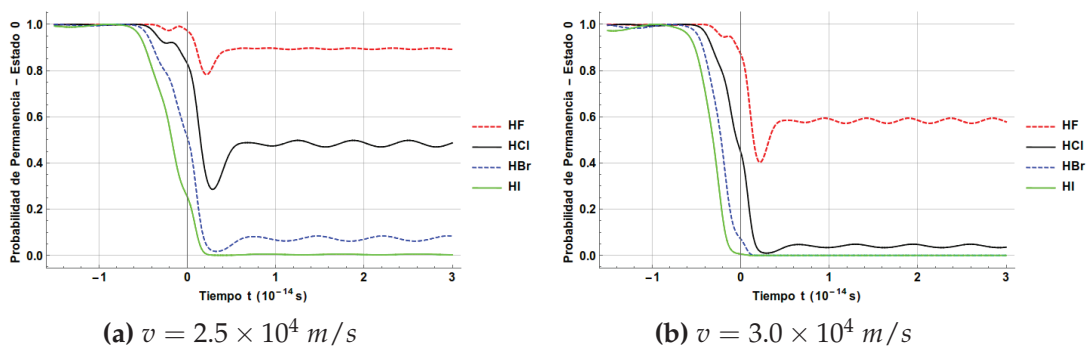 Probabilidad de Permanencia – Estado 0
1.0
0.8
0.6
0.4
0.2
0.0
−1 0 1 2 3
Tiempo t (10⁻¹⁴ s)
HF
HCl
HBr
HI
(a) v = 2.5 × 10⁴ m/s
Probabilidad de Permanencia – Estado 0
1.0
0.8
0.6
0.4
0.2
0.0
−1 0 1 2 3
Tiempo t (10⁻¹⁴ s)
HF
HCl
HBr
HI
(b) v = 3.0 × 10⁴ m/s